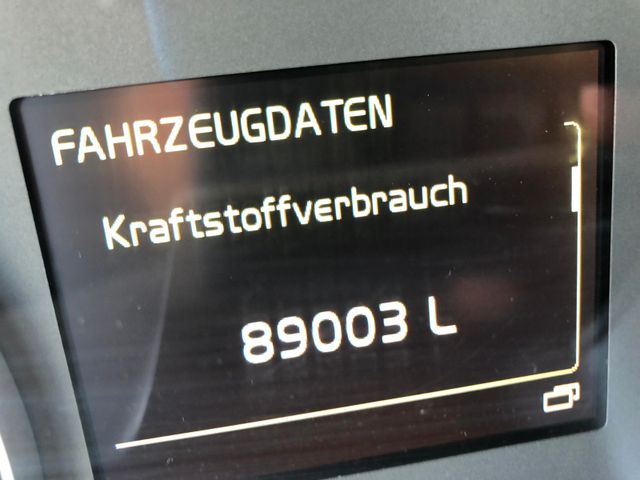 FAHRZEUGDATEN
Kraftstoffverbrauch
89003 L